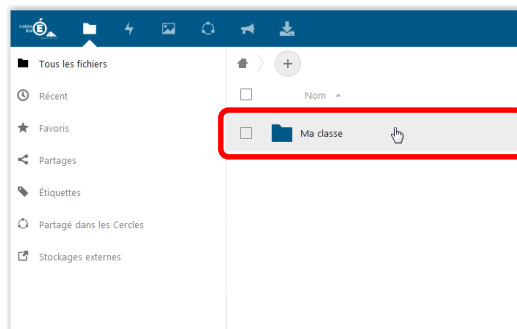 Tous les fichiers
Récent
Favoris
Partages
Étiquettes
Partagé dans les Cercles
Stockages externes
Nom
Ma classe